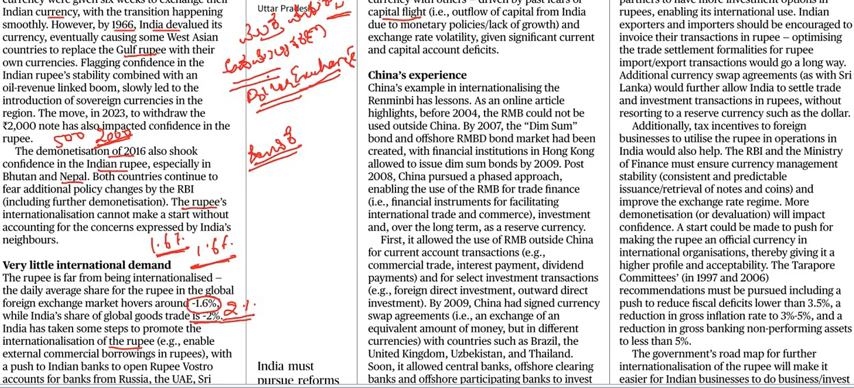 currency were given six weeks to exchange their
Indian currency, with the transition happening
smoothly. However, by 1966, India devalued its
currency, eventually causing some West Asian
countries to replace the Gulf rupee with their
own currencies. Flagging confidence in the
Indian rupee's stability combined with an
oil-revenue linked boom, slowly led to the
introduction of sovereign currencies in the
region. The move, in 2023, to withdraw the
₹2,000 note has also impacted confidence in the
rupee.
500 2000
The demonetisation of 2016 also shook
confidence in the Indian rupee, especially in
Bhutan and Nepal. Both countries continue to
fear additional policy changes by the RBI
(including further demonetisation). The rupee's
internationalisation cannot make a start without
accounting for the concerns expressed by India's
neighbours.
1.6% 1.6%
Very little international demand
The rupee is far from being internationalised –
the daily average share for the rupee in the global
foreign exchange market hovers around ~1.6%,
while India's share of global goods trade is ~2%.
2%
India has taken some steps to promote the
internationalisation of the rupee (e.g., enable
external commercial borrowings in rupees), with
a push to Indian banks to open Rupee Vostro
accounts for banks from Russia, the UAE, Sri
Uttar Pradesh
India must
pursue reforms
currency with others – driven by past fears of
capital flight (i.e., outflow of capital from India
due to monetary policies/lack of growth) and
exchange rate volatility, given significant current
and capital account deficits.
China's experience
China's example in internationalising the
Renminbi has lessons. As an online article
highlights, before 2004, the RMB could not be
used outside China. By 2007, the “Dim Sum”
bond and offshore RMBD bond market had been
created, with financial institutions in Hong Kong
allowed to issue dim sum bonds by 2009. Post
2008, China pursued a phased approach,
enabling the use of the RMB for trade finance
(i.e., financial instruments for facilitating
international trade and commerce), investment
and, over the long term, as a reserve currency.
First, it allowed the use of RMB outside China
for current account transactions (e.g.,
commercial trade, interest payment, dividend
payments) and for select investment transactions
(e.g., foreign direct investment, outward direct
investment). By 2009, China had signed currency
swap agreements (i.e., an exchange of an
equivalent amount of money, but in different
currencies) with countries such as Brazil, the
United Kingdom, Uzbekistan, and Thailand.
Soon, it allowed central banks, offshore clearing
banks and offshore participating banks to invest
partners to have more investment options in
rupees, enabling its international use. Indian
exporters and importers should be encouraged to
invoice their transactions in rupee – optimising
the trade settlement formalities for rupee
import/export transactions would go a long way.
Additional currency swap agreements (as with Sri
Lanka) would further allow India to settle trade
and investment transactions in rupees, without
resorting to a reserve currency such as the dollar.
Additionally, tax incentives to foreign
businesses to utilise the rupee in operations in
India would also help. The RBI and the Ministry
of Finance must ensure currency management
stability (consistent and predictable
issuance/retrieval of notes and coins) and
improve the exchange rate regime. More
demonetisation (or devaluation) will impact
confidence. A start could be made to push for
making the rupee an official currency in
international organisations, thereby giving it a
higher profile and acceptability. The Tarapore
Committees' (in 1997 and 2006)
recommendations must be pursued including a
push to reduce fiscal deficits lower than 3.5%, a
reduction in gross inflation rate to 3%-5%, and a
reduction in gross banking non-performing assets
to less than 5%.
The government's road map for further
internationalisation of the rupee will make it
easier for Indian businesses to do business/invest